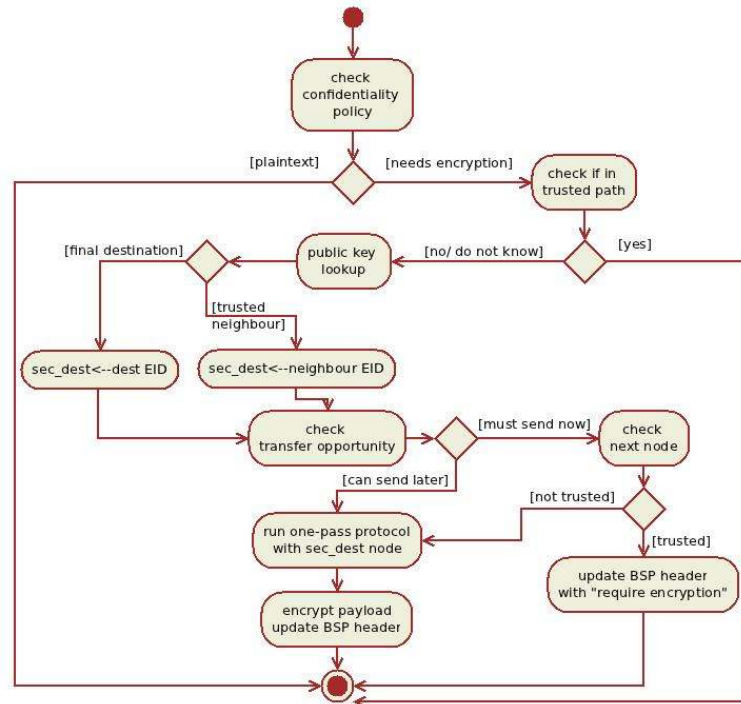 check
confidentiality
policy
[plaintext]
[needs encryption]
check if in
trusted path
[final destination]
public key
lookup
[no/ do not know]
[yes]
[trusted
neighbour]
sec_dest<--dest EID
sec_dest<--neighbour EID
check
transfer opportunity
[must send now]
check
next node
[can send later]
[not trusted]
run one-pass protocol
with sec_dest node
[trusted]
update BSP header
with "require encryption"
encrypt payload
update BSP header